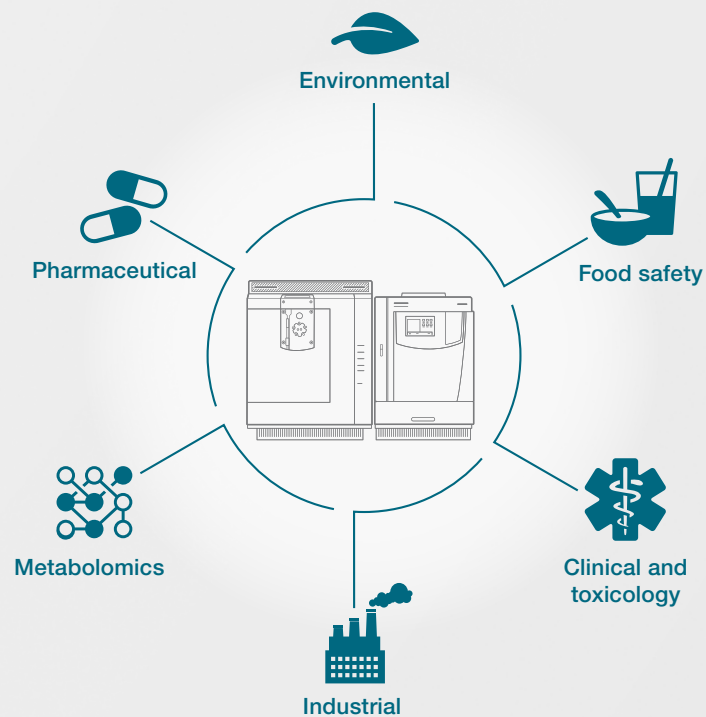 Environmental
Pharmaceutical
Food safety
Metabolomics
Clinical and
toxicology
Industrial